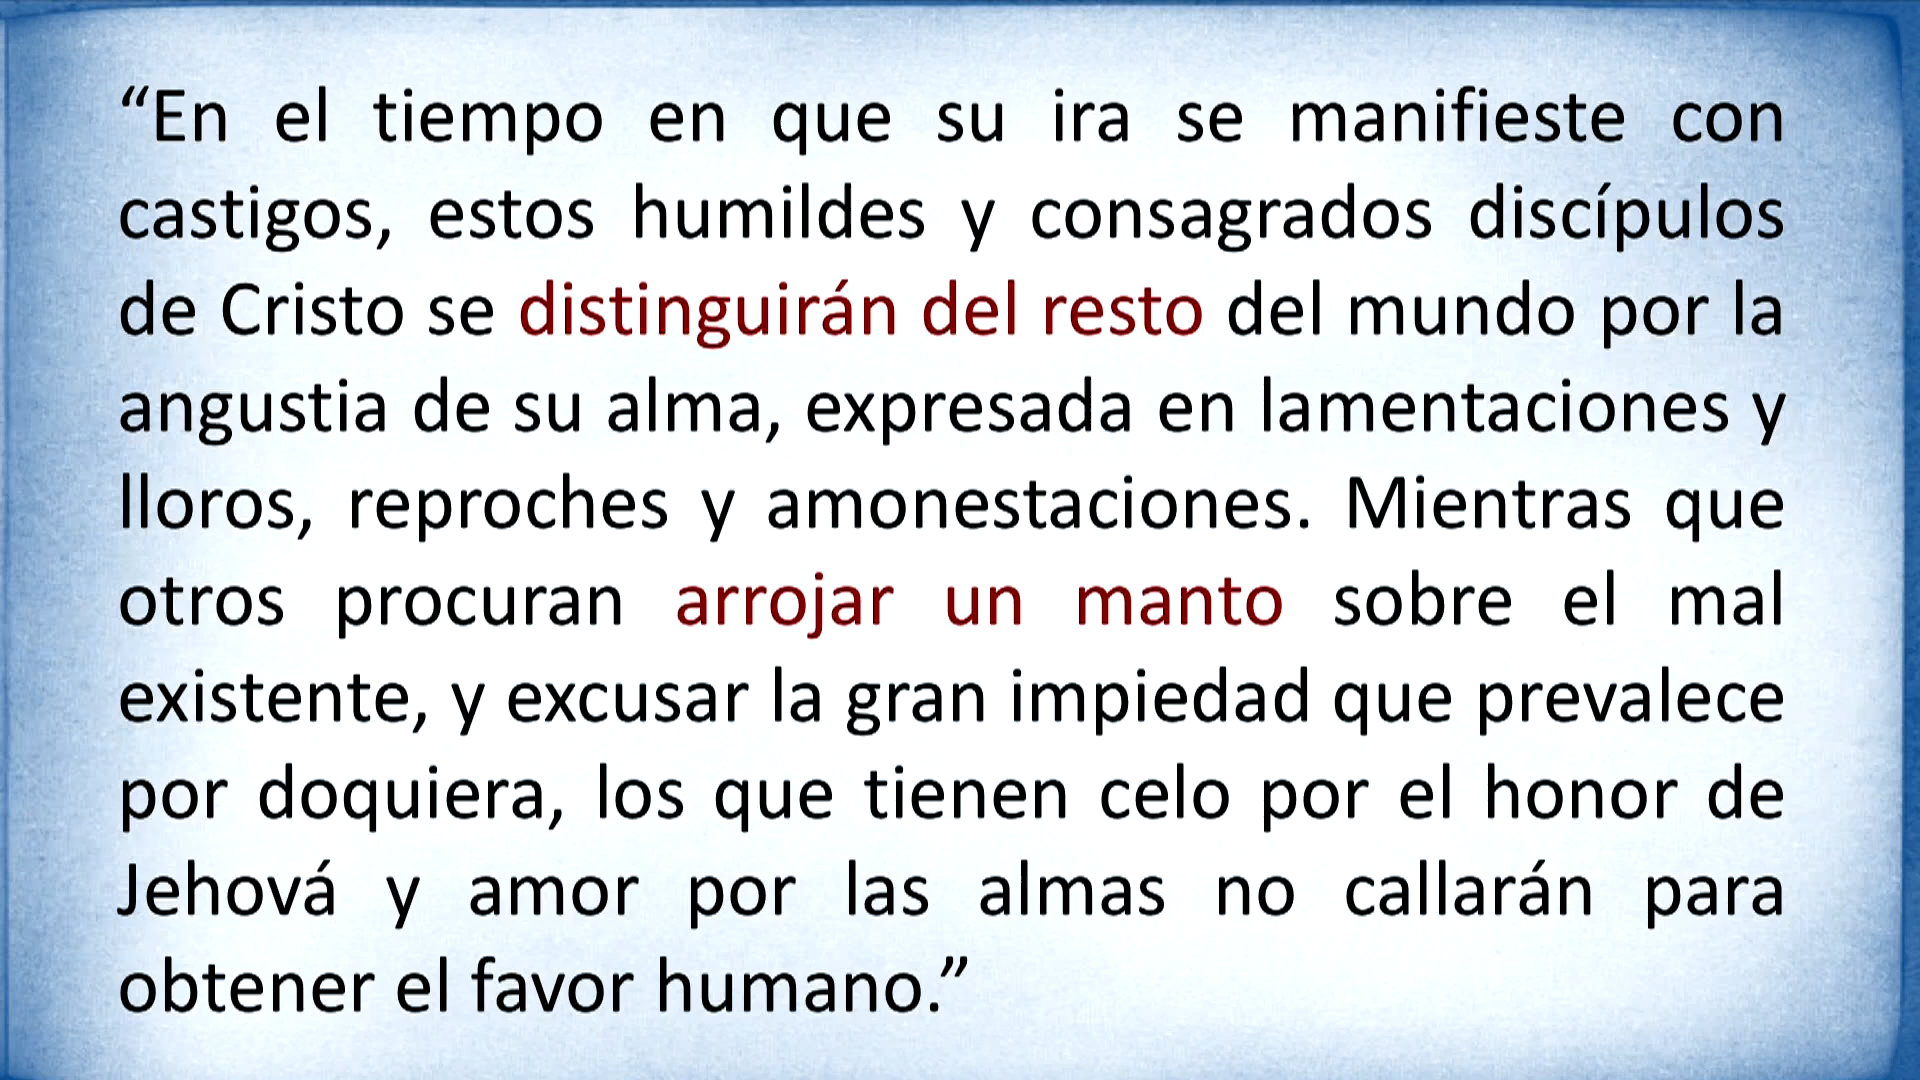 “En el tiempo en que su ira se manifieste con
castigos, estos humildes y consagrados discípulos
de Cristo se distinguirán del resto del mundo por la
angustia de su alma, expresada en lamentaciones y
lloros, reproches y amonestaciones. Mientras que
otros procuran arrojar un manto sobre el mal
existente, y excusar la gran impiedad que prevalece
por doquiera, los que tienen celo por el honor de
Jehová y amor por las almas no callarán para
obtener el favor humano.”